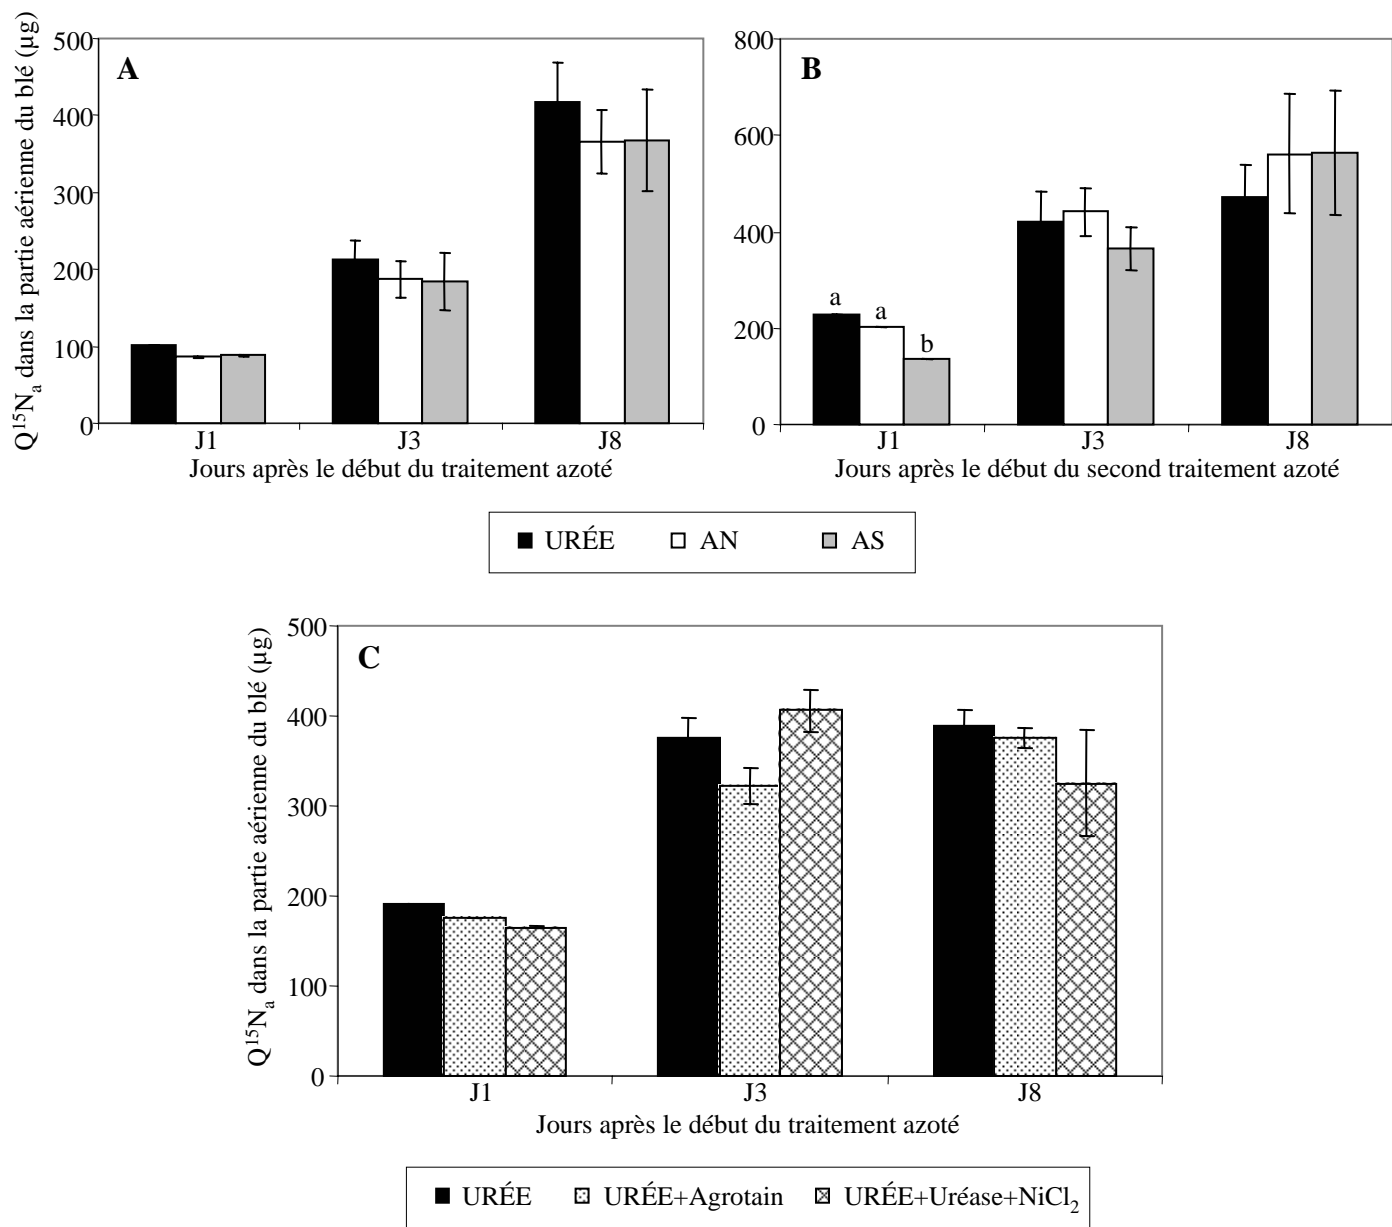 Q¹⁵Nₐ dans la partie aérienne du blé (µg)
500
400
300
200
100
0
A
J1
J3
J8
Jours après le début du traitement azoté
800
600
400
200
0
B
a
a
b
J1
J3
J8
Jours après le début du second traitement azoté
URÉE
AN
AS
Q¹⁵Nₐ dans la partie aérienne du blé (µg)
500
400
300
200
100
0
C
J1
J3
J8
Jours après le début du traitement azoté
URÉE
URÉE+Agrotain
URÉE+Uréase+NiCl₂